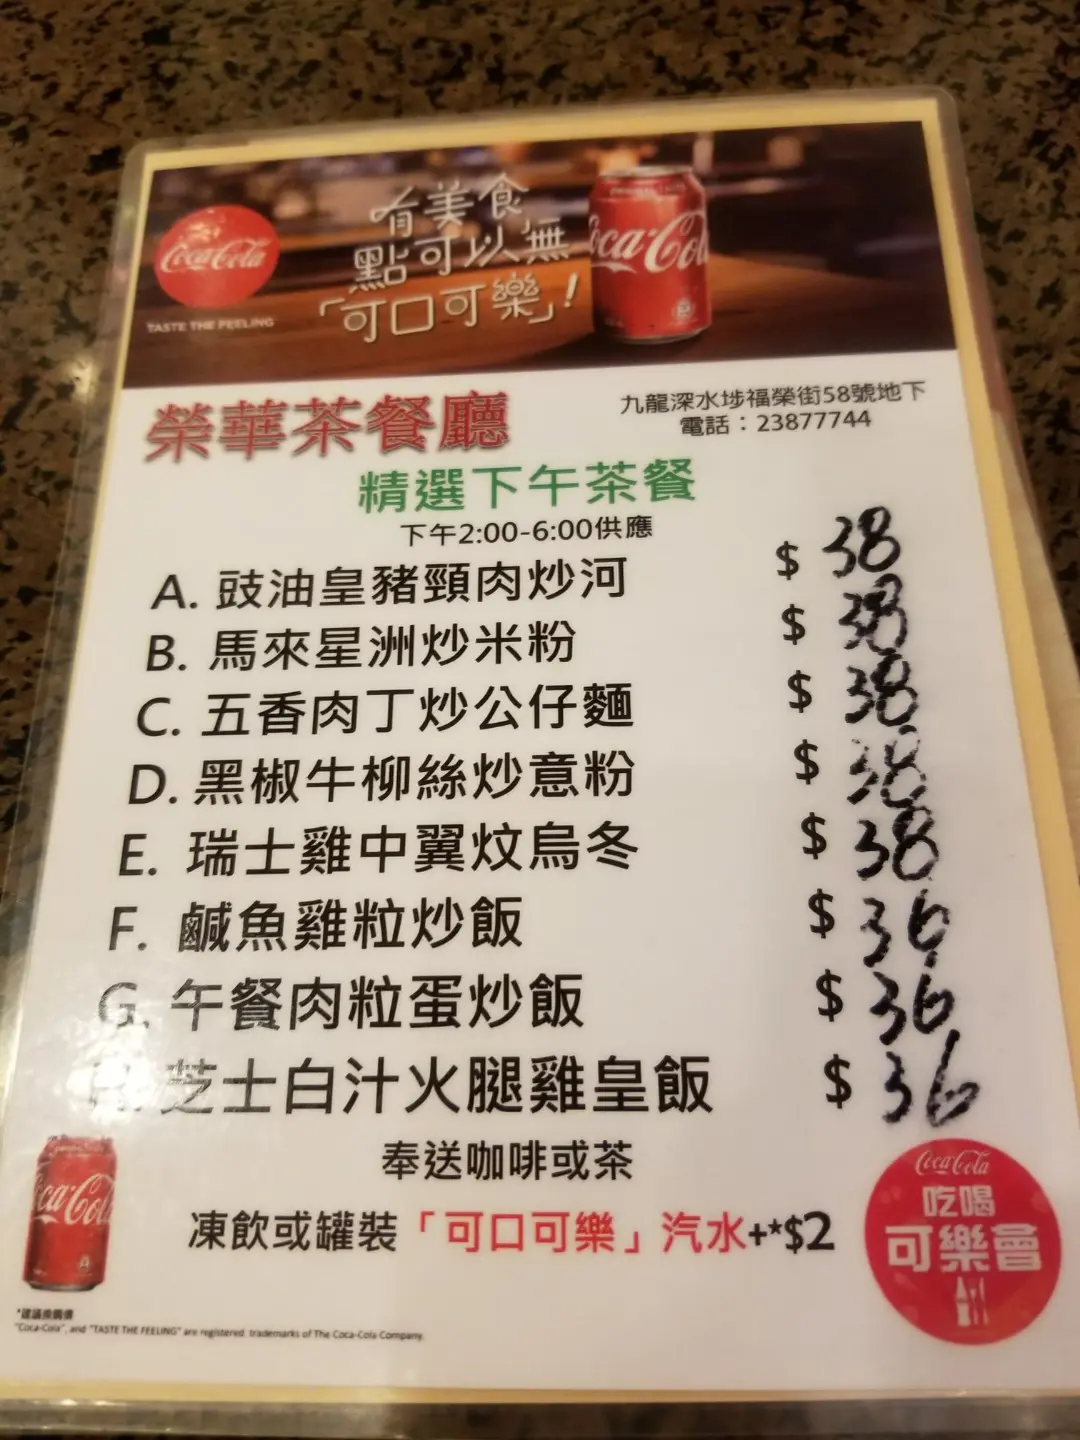 Coca-Cola
TASTE THE FEELING
有美食
點可以無
「可口可樂」!
Coca-Cola
榮華茶餐廳
九龍深水埗福榮街58號地下
電話：23877744
精選下午茶餐
下午2:00-6:00供應
A. 豉油皇豬頸肉炒河 $ 38
B. 馬來星洲炒米粉 $ 38
C. 五香肉丁炒公仔麵 $ 38
D. 黑椒牛柳絲炒意粉 $ 38
E. 瑞士雞中翼炆烏冬 $ 38
F. 鹹魚雞粒炒飯 $ 36
G. 午餐肉粒蛋炒飯 $ 36
H. 芝士白汁火腿雞皇飯 $ 36
奉送咖啡或茶
凍飲或罐裝「可口可樂」汽水+*$2
Coca-Cola
吃喝
可樂會
*建議換購價
"Coca-Cola", and "TASTE THE FEELING" are registered trademarks of The Coca-Cola Company.